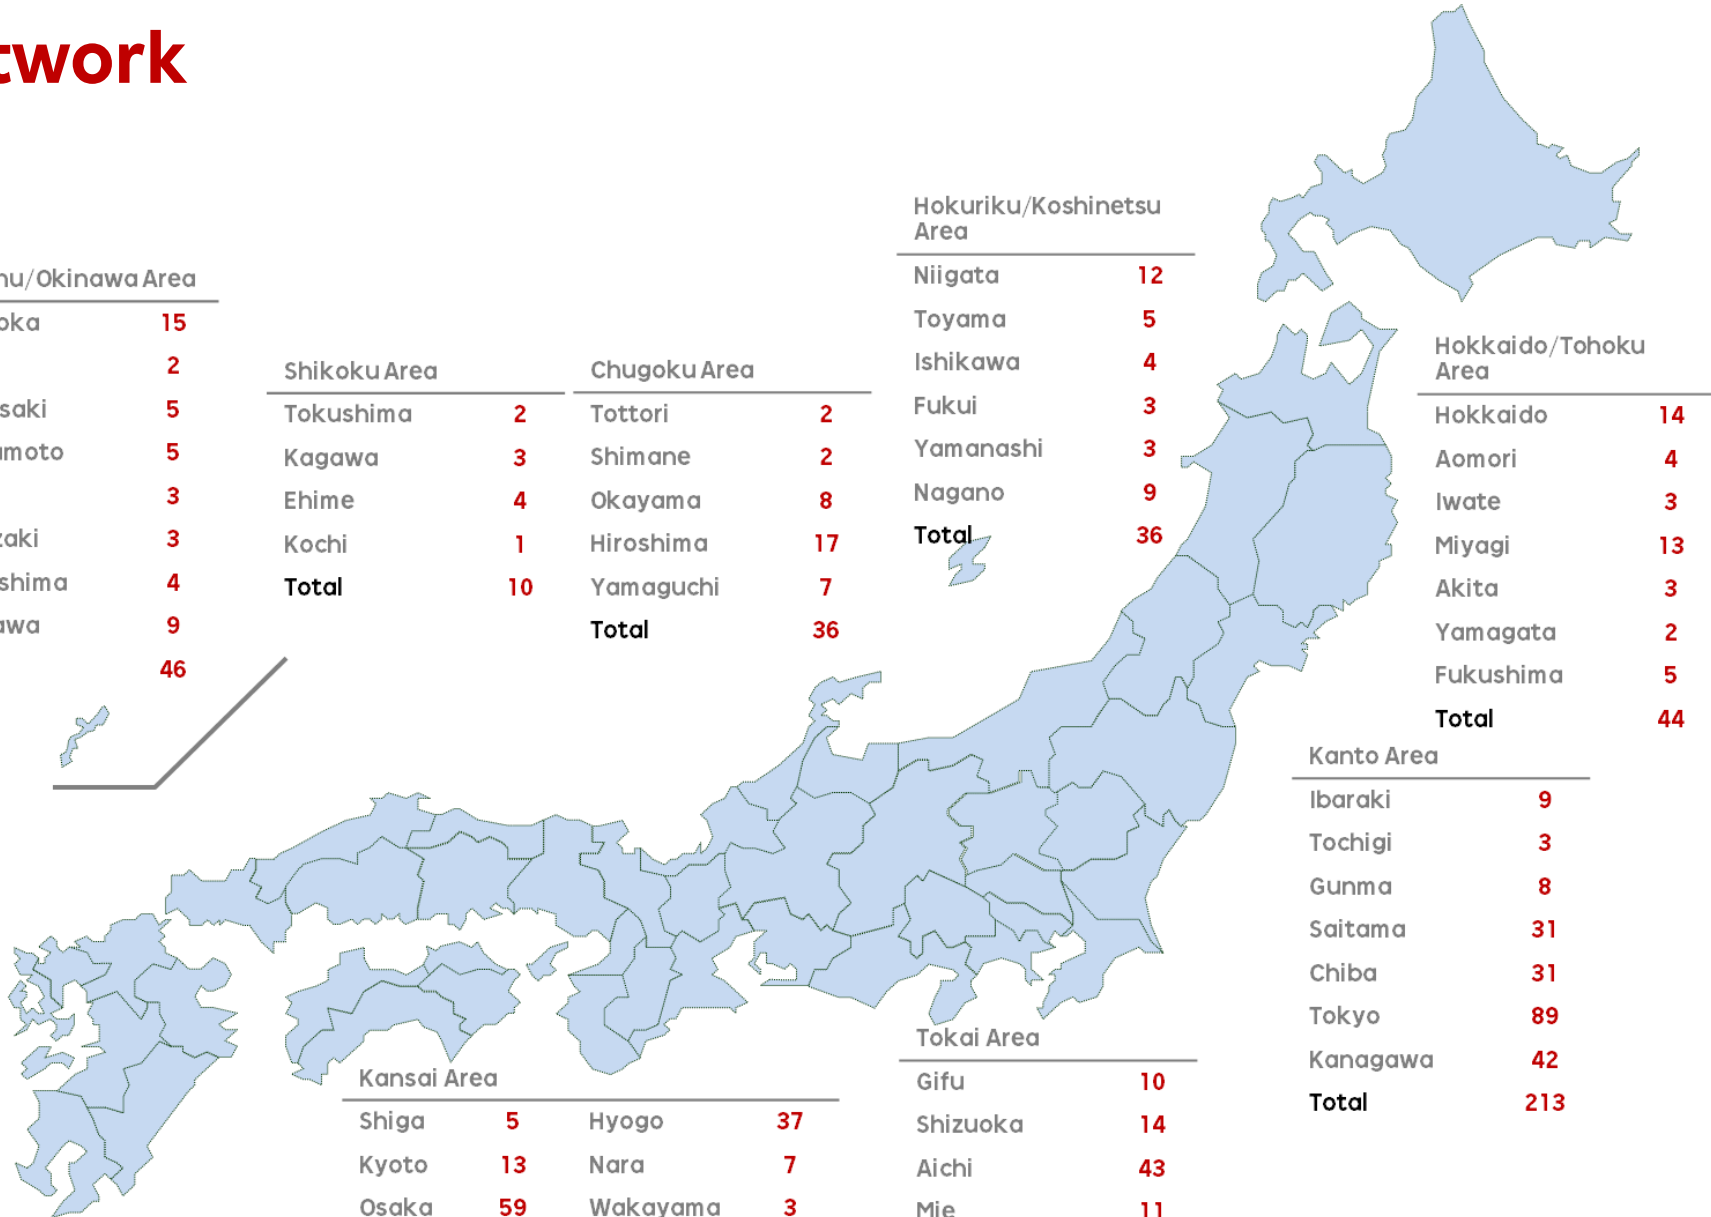 twork
nu/Okinawa Area
oka 15
2
saki 5
amoto 5
3
zaki 3
shima 4
awa 9
46
Shikoku Area
Tokushima 2
Kagawa 3
Ehime 4
Kochi 1
Total 10
Chugoku Area
Tottori 2
Shimane 2
Okayama 8
Hiroshima 17
Yamaguchi 7
Total 36
Hokuriku/Koshinetsu
Area
Niigata 12
Toyama 5
Ishikawa 4
Fukui 3
Yamanashi 3
Nagano 9
Total 36
Hokkaido/Tohoku
Area
Hokkaido 14
Aomori 4
Iwate 3
Miyagi 13
Akita 3
Yamagata 2
Fukushima 5
Total 44
Kanto Area
Ibaraki 9
Tochigi 3
Gunma 8
Saitama 31
Chiba 31
Tokyo 89
Kanagawa 42
Total 213
Kansai Area
Shiga 5 Hyogo 37
Kyoto 13 Nara 7
Osaka 59 Wakayama 3
Tokai Area
Gifu 10
Shizuoka 14
Aichi 43
Mie 11